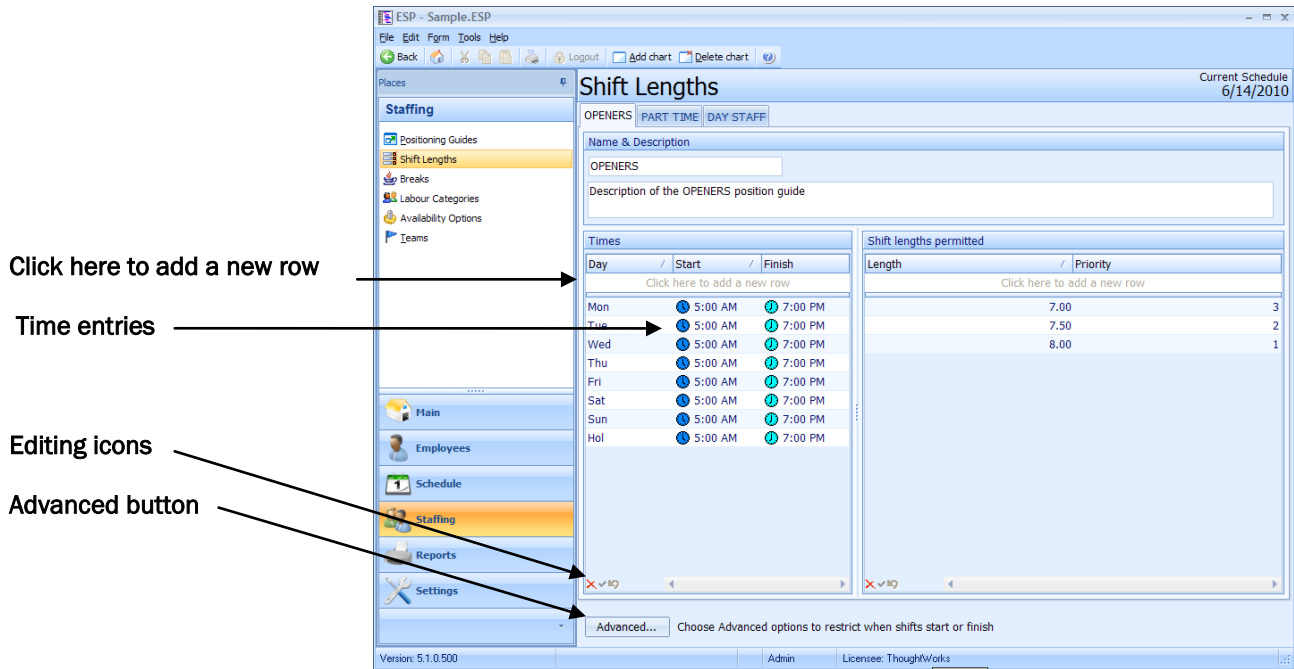 ESP - Sample.ESP
File Edit Form Tools Help
Back Logout Add chart Delete chart
Places
Shift Lengths
Current Schedule
6/14/2010
Staffing
OPENERS PART TIME DAY STAFF
Positioning Guides
Shift Lengths
Breaks
Labour Categories
Availability Options
Teams
Name & Description
OPENERS
Description of the OPENERS position guide
Click here to add a new row
Time entries
Editing icons
Advanced button
Times
Day Start Finish
Click here to add a new row
Mon 5:00 AM 7:00 PM
Tue 5:00 AM 7:00 PM
Wed 5:00 AM 7:00 PM
Thu 5:00 AM 7:00 PM
Fri 5:00 AM 7:00 PM
Sat 5:00 AM 7:00 PM
Sun 5:00 AM 7:00 PM
Hol 5:00 AM 7:00 PM
Shift lengths permitted
Length Priority
Click here to add a new row
7.00 3
7.50 2
8.00 1
Main
Employees
1
Schedule
Staffing
Reports
Settings
Advanced... Choose Advanced options to restrict when shifts start or finish
Version: 5.1.0.500 Admin Licensee: ThoughtWorks